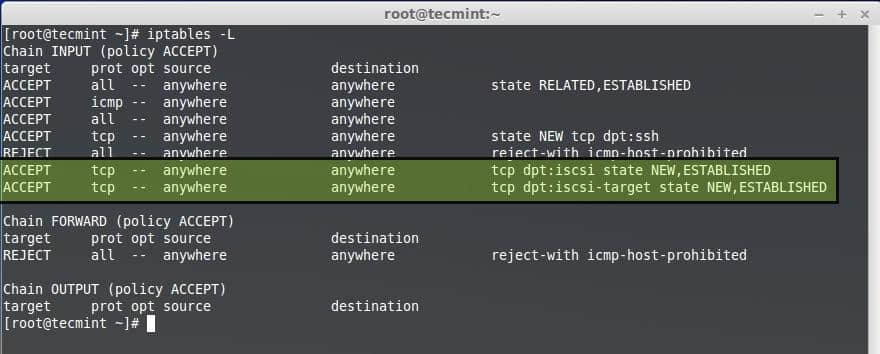 root@tecmint:~
[root@tecmint ~]# iptables -L
Chain INPUT (policy ACCEPT)
target     prot opt source               destination
ACCEPT     all  --  anywhere             anywhere            state RELATED,ESTABLISHED
ACCEPT     icmp --  anywhere             anywhere
ACCEPT     all  --  anywhere             anywhere
ACCEPT     tcp  --  anywhere             anywhere            state NEW tcp dpt:ssh
REJECT     all  --  anywhere             anywhere            reject-with icmp-host-prohibited
ACCEPT     tcp  --  anywhere             anywhere            tcp dpt:iscsi state NEW,ESTABLISHED
ACCEPT     tcp  --  anywhere             anywhere            tcp dpt:iscsi-target state NEW,ESTABLISHED
Chain FORWARD (policy ACCEPT)
target     prot opt source               destination
REJECT     all  --  anywhere             anywhere            reject-with icmp-host-prohibited
Chain OUTPUT (policy ACCEPT)
target     prot opt source               destination
[root@tecmint ~]#